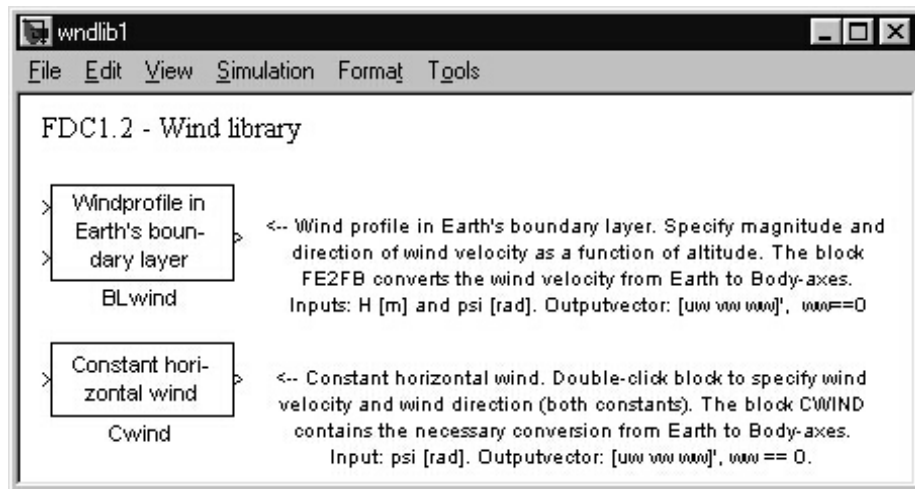 wndlib1
File Edit View Simulation Format Tools
FDC1.2 - Wind library
Windprofile in
Earth's boun-
dary layer
BLwind
<-- Wind profile in Earth's boundary layer. Specify magnitude and
direction of wind velocity as a function of altitude. The block
FE2FB converts the wind velocity from Earth to Body-axes.
Inputs: H [m] and psi [rad]. Outputvector: [uw vw ww]', ww==0
Constant hori-
zontal wind
Cwind
<-- Constant horizontal wind. Double-click block to specify wind
velocity and wind direction (both constants). The block CWIND
contains the necessary conversion from Earth to Body-axes.
Input: psi [rad]. Outputvector: [uw vw ww]', ww == 0.